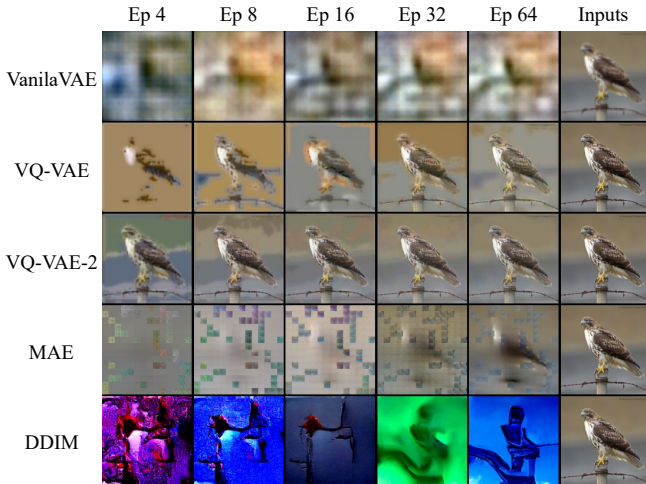 Ep 4 Ep 8 Ep 16 Ep 32 Ep 64 Inputs
VanilaVAE
VQ-VAE
VQ-VAE-2
MAE
DDIM